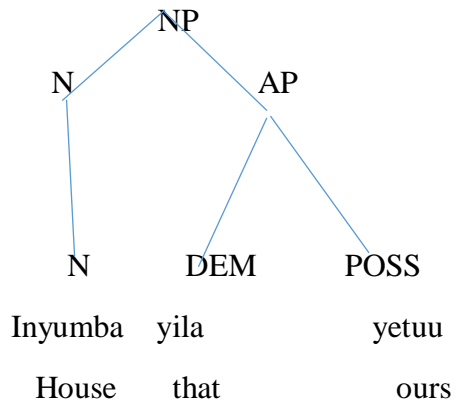 NP
N AP
N DEM POSS
Inyumba yila yetuu
House that ours